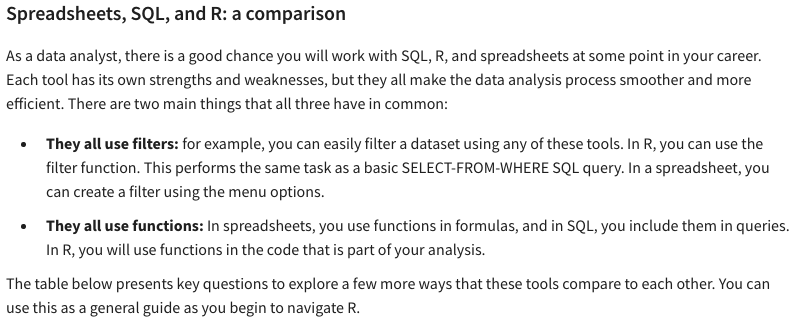 Spreadsheets, SQL, and R: a comparison
As a data analyst, there is a good chance you will work with SQL, R, and spreadsheets at some point in your career.
Each tool has its own strengths and weaknesses, but they all make the data analysis process smoother and more
efficient. There are two main things that all three have in common:
• They all use filters: for example, you can easily filter a dataset using any of these tools. In R, you can use the
filter function. This performs the same task as a basic SELECT-FROM-WHERE SQL query. In a spreadsheet, you
can create a filter using the menu options.
• They all use functions: In spreadsheets, you use functions in formulas, and in SQL, you include them in queries.
In R, you will use functions in the code that is part of your analysis.
The table below presents key questions to explore a few more ways that these tools compare to each other. You can
use this as a general guide as you begin to navigate R.